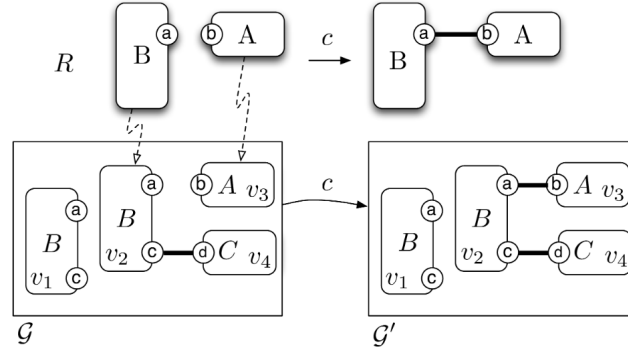 R B a b A c B a b A
c
a b A v₃ B v₂ a B v₁ c c d C v₄
a b A v₃ B v₂ a B v₁ c c d C v₄
𝒢 𝒢′